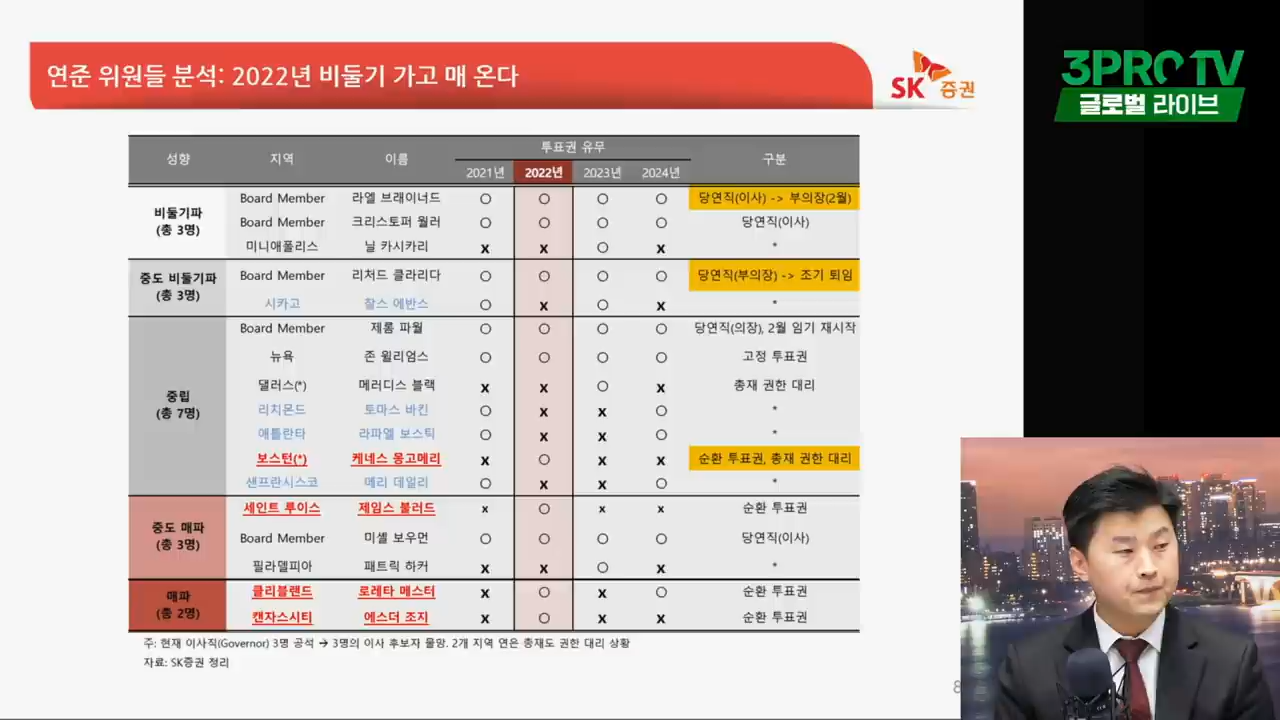 연준 위원들 분석: 2022년 비둘기 가고 매 온다
SK증권
3PRO TV
글로벌 라이브
성향 지역 이름 투표권 유무 구분
2021년 2022년 2023년 2024년
비둘기파 (총 3명)
Board Member 라엘 브래이너드 ○ ○ ○ ○ 당연직(이사) -> 부의장(2월)
Board Member 크리스토퍼 월러 ○ ○ ○ ○ 당연직(이사)
미니애폴리스 닐 카시카리 x x ○ x *
중도 비둘기파 (총 3명)
Board Member 리처드 클라리다 ○ ○ ○ ○ 당연직(부의장) -> 조기 퇴임
시카고 찰스 에반스 ○ x ○ x *
중립 (총 7명)
Board Member 제롬 파월 ○ ○ ○ ○ 당연직(의장), 2월 임기 재시작
뉴욕 존 윌리엄스 ○ ○ ○ ○ 고정 투표권
댈러스(*) 메러디스 블랙 x x ○ x 총재 권한 대리
리치몬드 토마스 바킨 ○ x x ○ *
애틀란타 라파엘 보스틱 ○ x x ○ *
보스턴(*) 케네스 몽고메리 x ○ x x 순환 투표권, 총재 권한 대리
샌프란시스코 메리 데일리 ○ x x ○ *
중도 매파 (총 3명)
세인트 루이스 제임스 불러드 x ○ x x 순환 투표권
Board Member 미셸 보우먼 ○ ○ ○ ○ 당연직(이사)
필라델피아 패트릭 하커 x x ○ x *
매파 (총 2명)
클리블랜드 로레타 메스터 x ○ x ○ 순환 투표권
캔자스시티 에스더 조지 x ○ x x 순환 투표권
주: 현재 이사직(Governor) 3명 공석 → 3명의 이사 후보자 물망. 2개 지역 연은 총재도 권한 대리 상황
자료: SK증권 정리
8